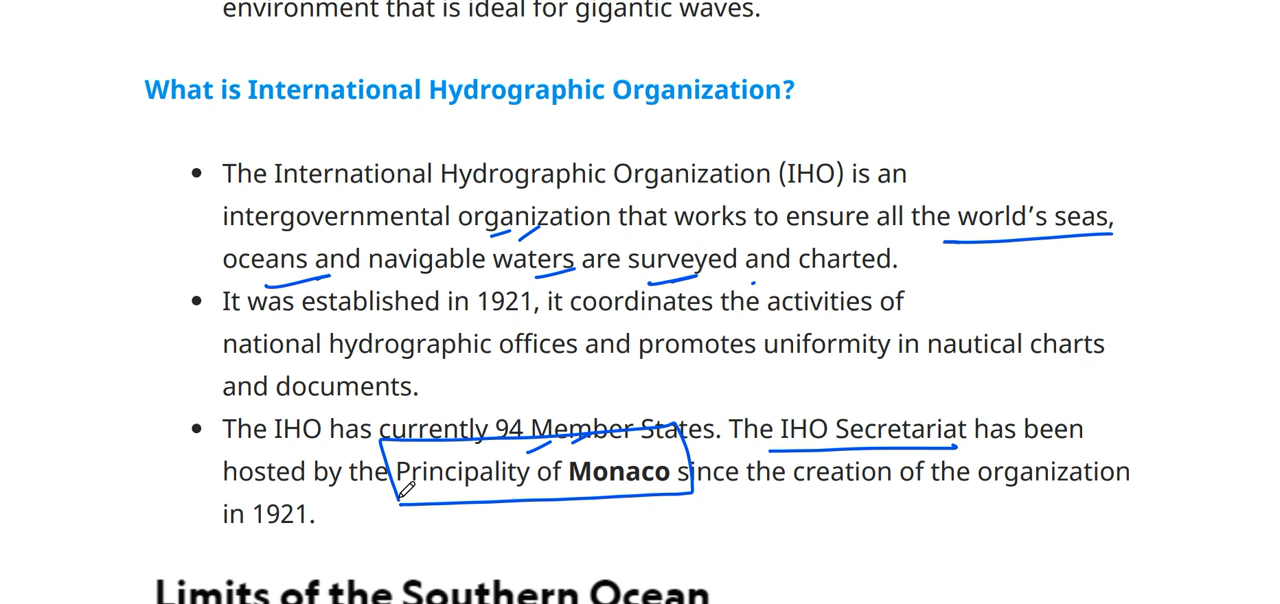 environment that is ideal for gigantic waves.
What is International Hydrographic Organization?
• The International Hydrographic Organization (IHO) is an
intergovernmental organization that works to ensure all the world’s seas,
oceans and navigable waters are surveyed and charted.
• It was established in 1921, it coordinates the activities of
national hydrographic offices and promotes uniformity in nautical charts
and documents.
• The IHO has currently 94 Member States. The IHO Secretariat has been
hosted by the Principality of Monaco since the creation of the organization
in 1921.
Limits of the Southern Ocean